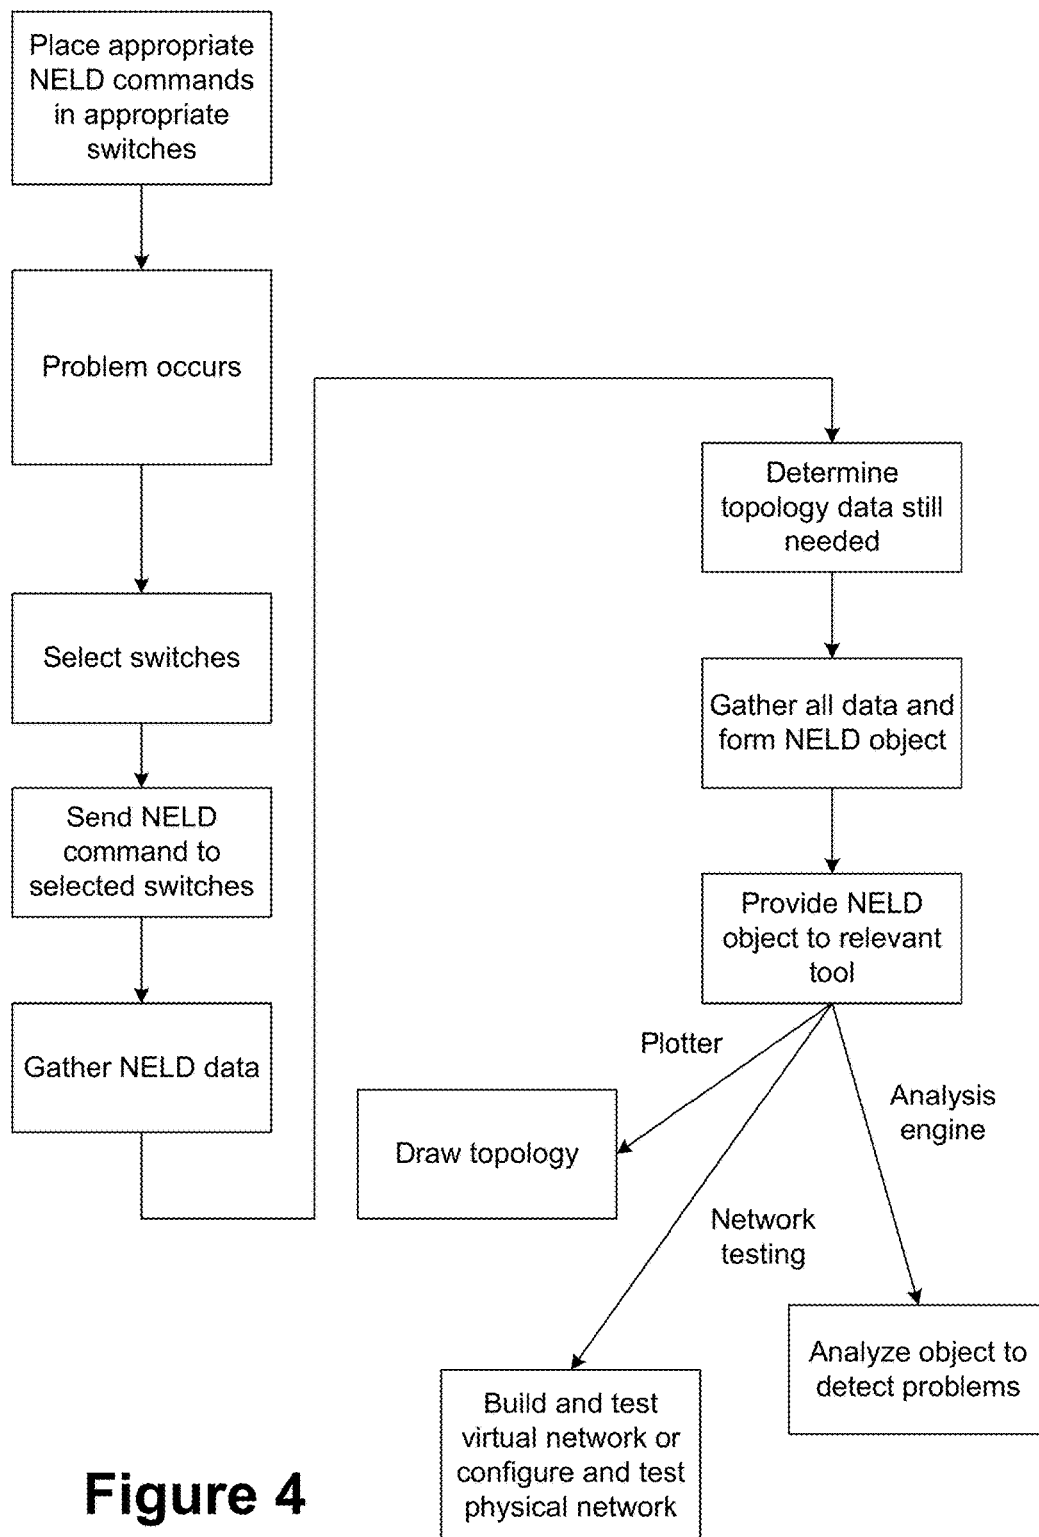 Place appropriate
NELD commands
in appropriate
switches
Problem occurs
Select switches
Send NELD
command to
selected switches
Gather NELD data
Determine
topology data still
needed
Gather all data and
form NELD object
Provide NELD
object to relevant
tool
Plotter
Analysis
engine
Draw topology
Network
testing
Analyze object to
detect problems
Build and test
virtual network or
configure and test
physical network
Figure 4